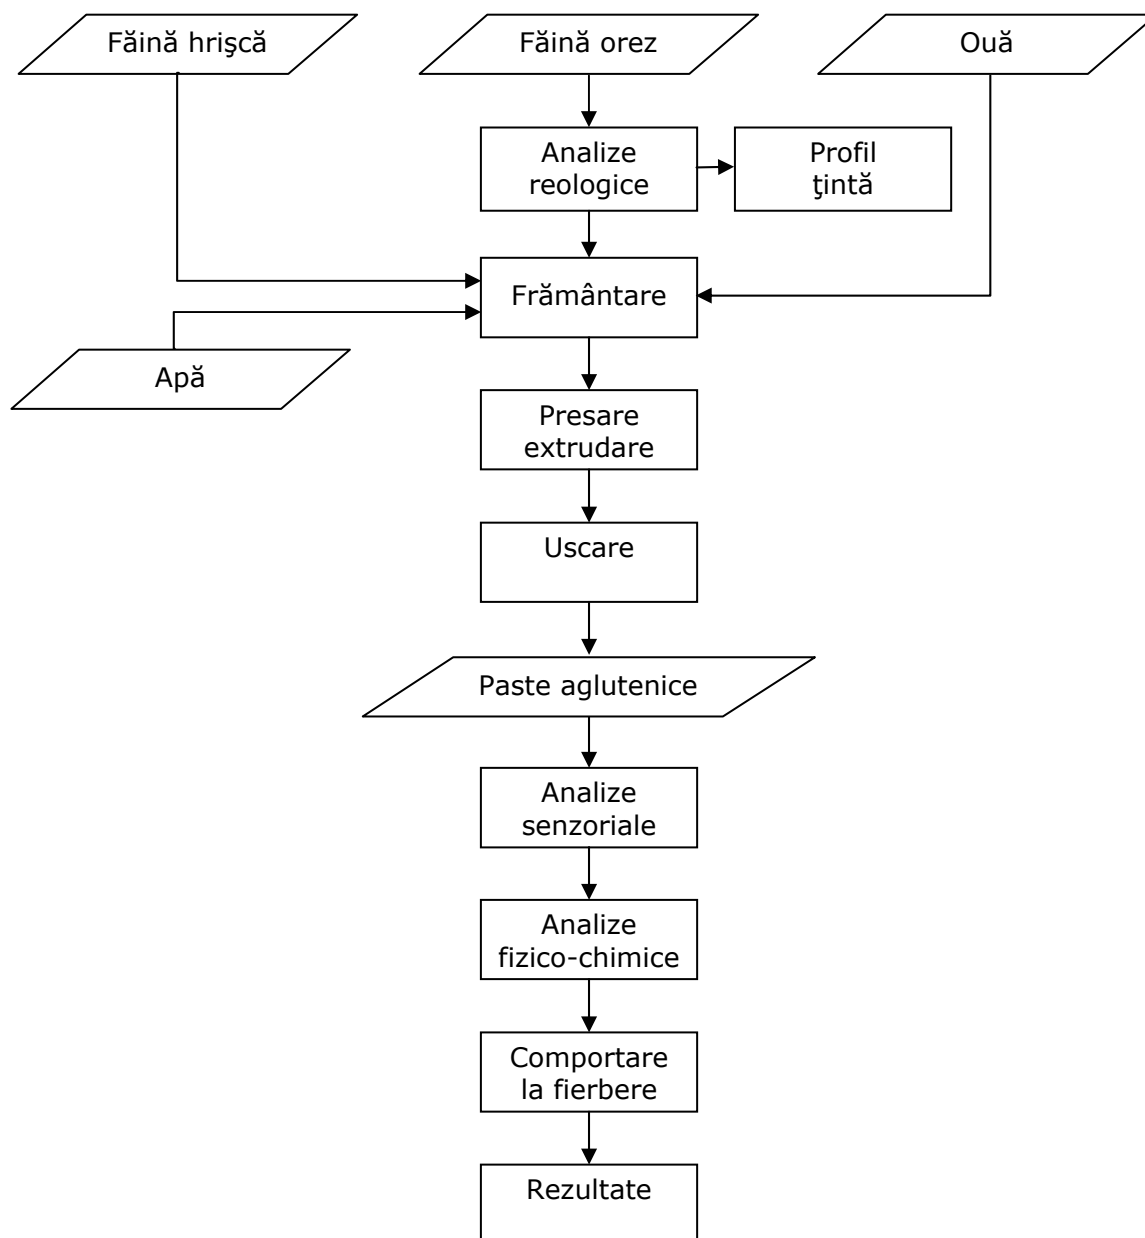 Făină hrişcă
Făină orez
Ouă
Analize
reologice
Profil
ţintă
Frământare
Apă
Presare
extrudare
Uscare
Paste aglutenice
Analize
senzoriale
Analize
fizico-chimice
Comportare
la fierbere
Rezultate